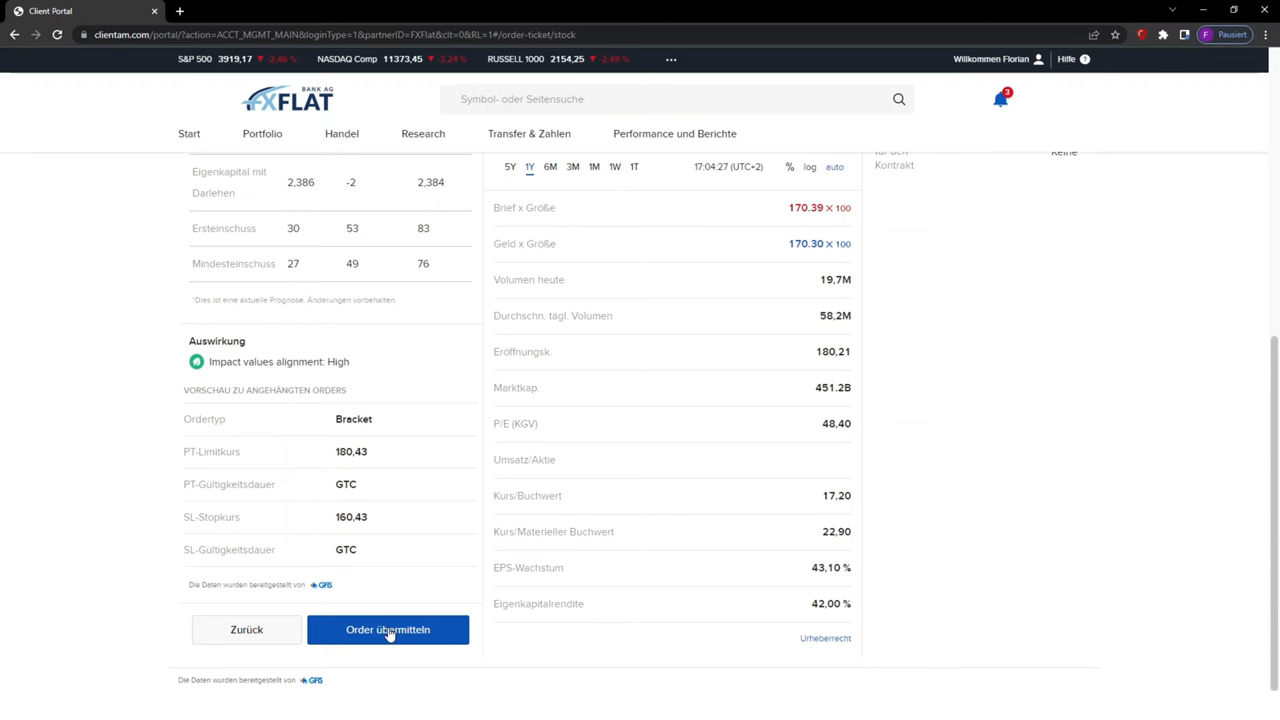 Client Portal
clientam.com/portal/?action=ACCT_MGMT_MAIN&loginType=1&partnerID=FXFlat&clt=0&RL=1#/order-ticket/stock
F Pausiert
S&P 500 3919,17 ▼ -2,46 % NASDAQ Comp 11373,45 ▼ -3,24 % RUSSELL 1000 2154,25 ▼ -2,49 % •••
Willkommen Florian Hilfe ?
BANK AG
FXFLAT
Symbol- oder Seitensuche
3
Start Portfolio Handel Research Transfer & Zahlen Performance und Berichte
Eigenkapital mit Darlehen 2,386 -2 2,384
Ersteinschuss 30 53 83
Mindesteinschuss 27 49 76
*Dies ist eine aktuelle Prognose. Änderungen vorbehalten.
Auswirkung
Impact values alignment: High
VORSCHAU ZU ANGEHÄNGTEN ORDERS
Ordertyp Bracket
PT-Limitkurs 180,43
PT-Gültigkeitsdauer GTC
SL-Stopkurs 160,43
SL-Gültigkeitsdauer GTC
Die Daten wurden bereitgestellt von GFIS
Zurück Order übermitteln
5Y 1Y 6M 3M 1M 1W 1T 17:04:27 (UTC+2) % log auto
Brief x Größe 170.39 × 100
Geld x Größe 170.30 × 100
Volumen heute 19,7M
Durchschn. tägl. Volumen 58,2M
Eröffnungsk. 180,21
Marktkap. 451.2B
P/E (KGV) 48,40
Umsatz/Aktie
Kurs/Buchwert 17,20
Kurs/Materieller Buchwert 22,90
EPS-Wachstum 43,10 %
Eigenkapitalrendite 42,00 %
Urheberrecht
Kontrakt Keine
Die Daten wurden bereitgestellt von GFIS